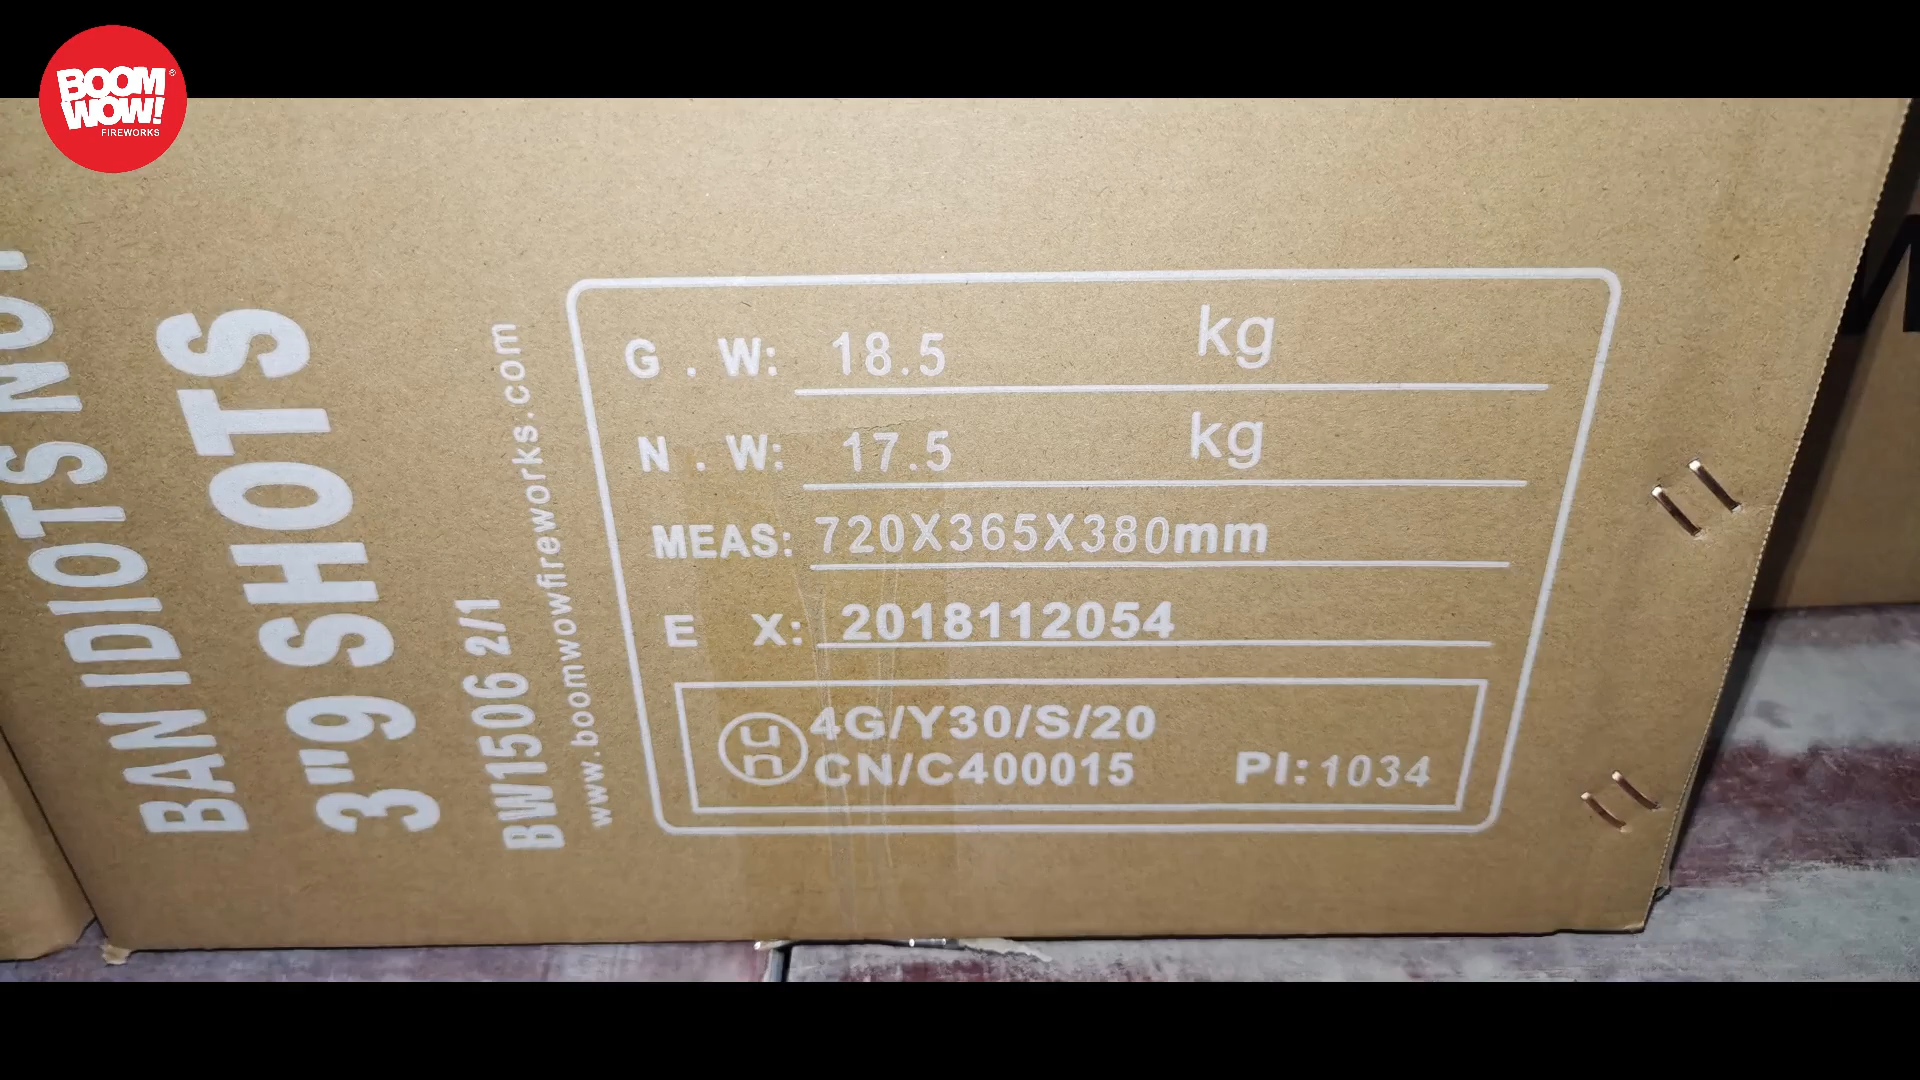 BOOM
WOW!®
FIREWORKS
BAN IDIOTS NOT
3"9 SHOTS
BW1506 2/1
www.boomwowfireworks.com
G . W: 18.5 kg
N . W: 17.5 kg
MEAS: 720X365X380mm
E X: 2018112054
un 4G/Y30/S/20
CN/C400015 PI: 1034